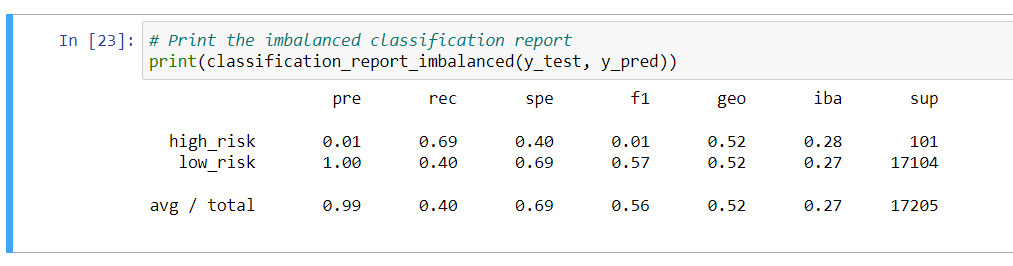 In [23]: # Print the imbalanced classification report
print(classification_report_imbalanced(y_test, y_pred))
pre rec spe f1 geo iba sup
high_risk 0.01 0.69 0.40 0.01 0.52 0.28 101
low_risk 1.00 0.40 0.69 0.57 0.52 0.27 17104
avg / total 0.99 0.40 0.69 0.56 0.52 0.27 17205